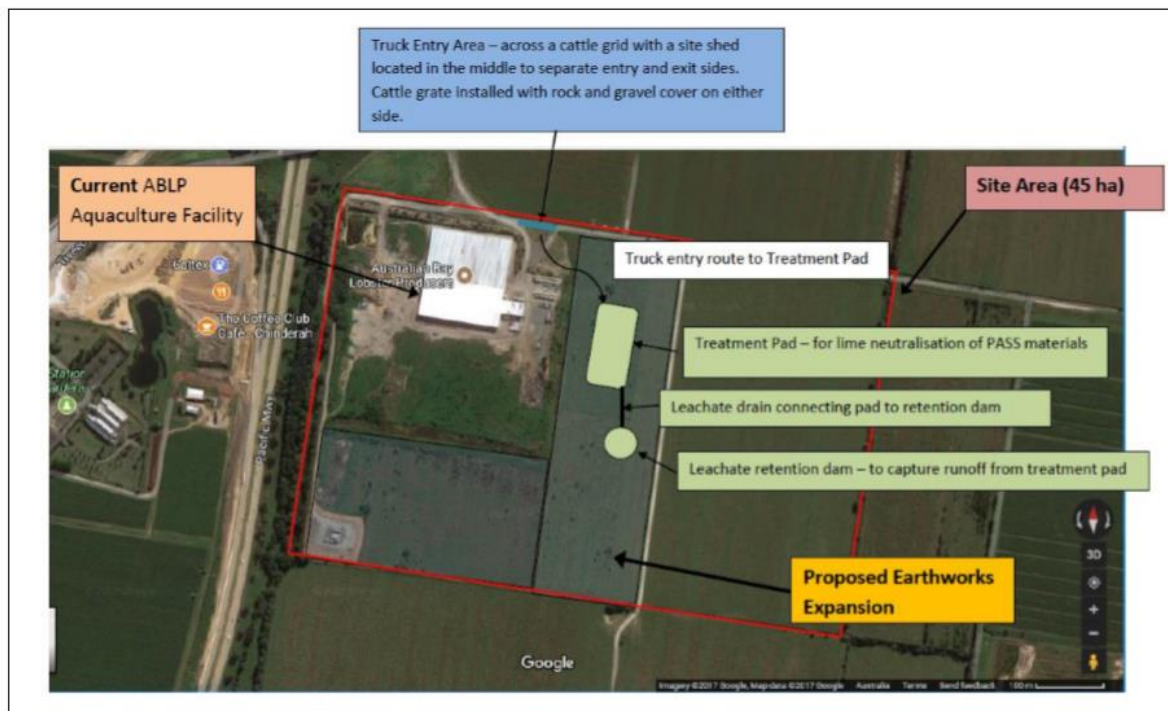 Truck Entry Area – across a cattle grid with a site shed
located in the middle to separate entry and exit sides.
Cattle grate installed with rock and gravel cover on either
side.
Current ABLP
Aquaculture Facility
Site Area (45 ha)
Truck entry route to Treatment Pad
Australian Bay
Lobster Producers
Caltex
The Coffee Club
Café - Chinderah
Treatment Pad – for lime neutralisation of PASS materials
Station
Leachate drain connecting pad to retention dam
Pacific Mwy
Leachate retention dam – to capture runoff from treatment pad
3D
Proposed Earthworks
Expansion
Google
Imagery ©2017 Google, Map data ©2017 Google Australia Terms Send feedback 100 m